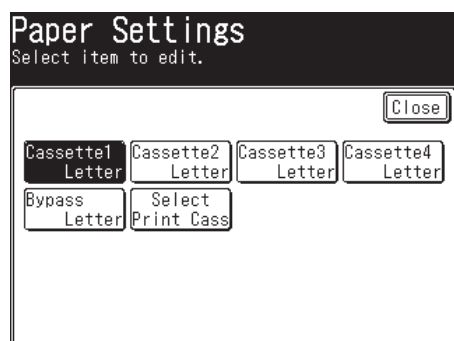 Paper Settings
Select item to edit.
Close
Cassette1 Cassette2 Cassette3 Cassette4
Letter Letter Letter Letter
Bypass Select
Letter Print Cass